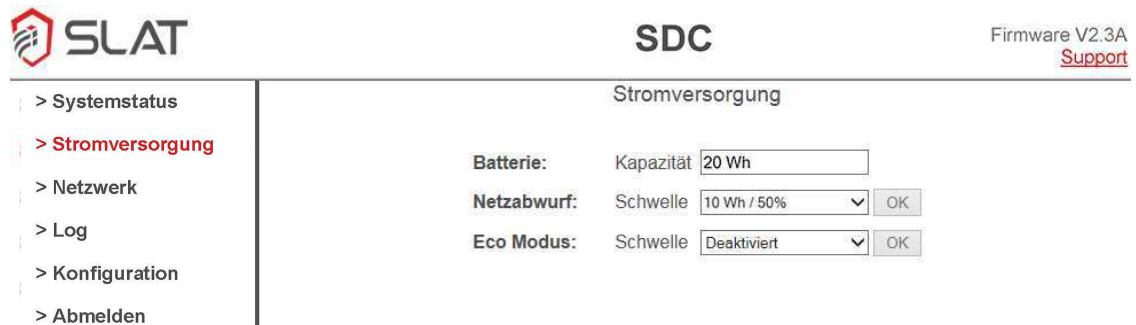 SLAT
SDC
Firmware V2.3A
Support
> Systemstatus
> Stromversorgung
> Netzwerk
> Log
> Konfiguration
> Abmelden
Stromversorgung
Batterie: Kapazität 20 Wh
Netzabwurf: Schwelle 10 Wh / 50% OK
Eco Modus: Schwelle Deaktiviert OK